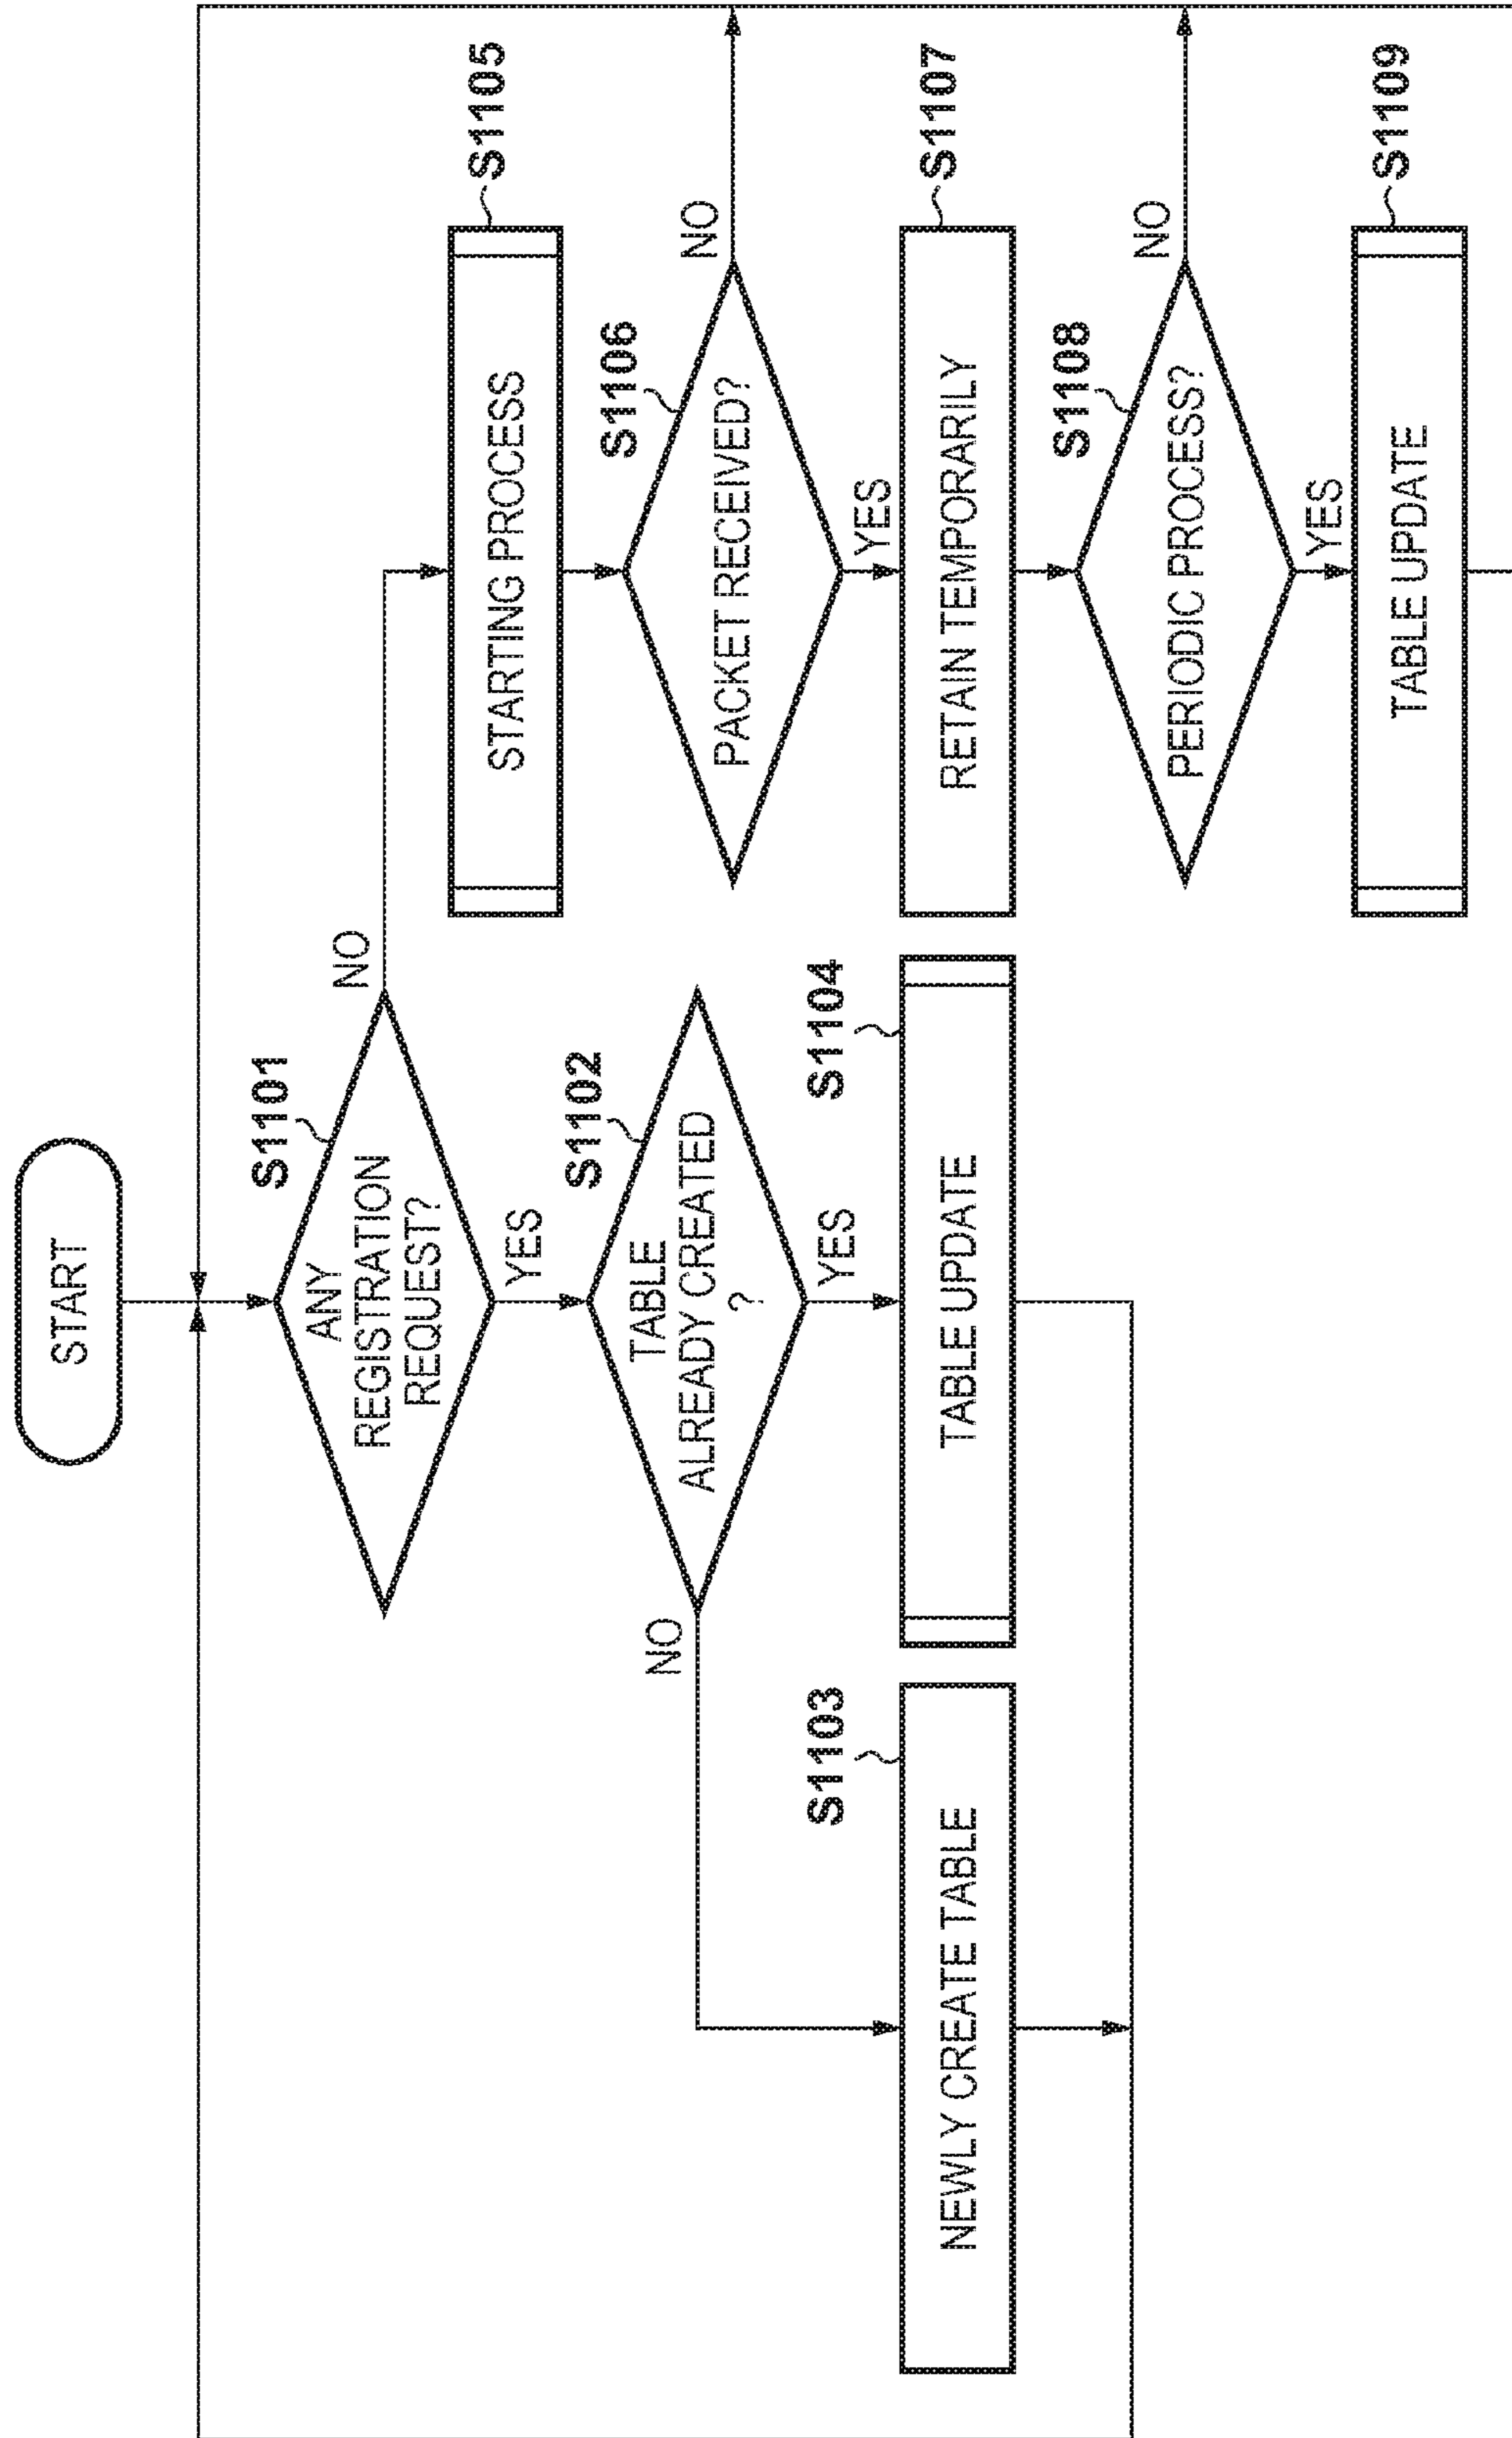 START
S1101
ANY
REGISTRATION
REQUEST?
NO
YES
S1102
TABLE
ALREADY CREATED
?
NO
YES
S1103
NEWLY CREATE TABLE
S1104
TABLE UPDATE
S1105
STARTING PROCESS
S1106
PACKET RECEIVED?
NO
YES
S1107
RETAIN TEMPORARILY
S1108
PERIODIC PROCESS?
NO
YES
S1109
TABLE UPDATE